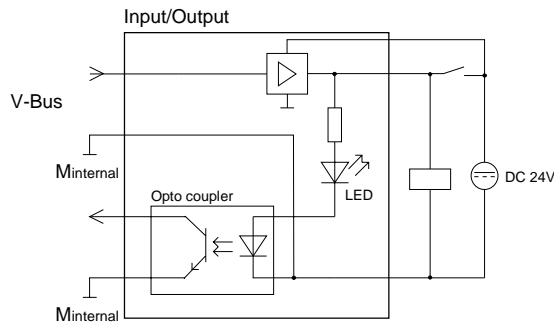 Input/Output
V-Bus
Minternal
DC 24V
LED
Opto coupler
Minternal